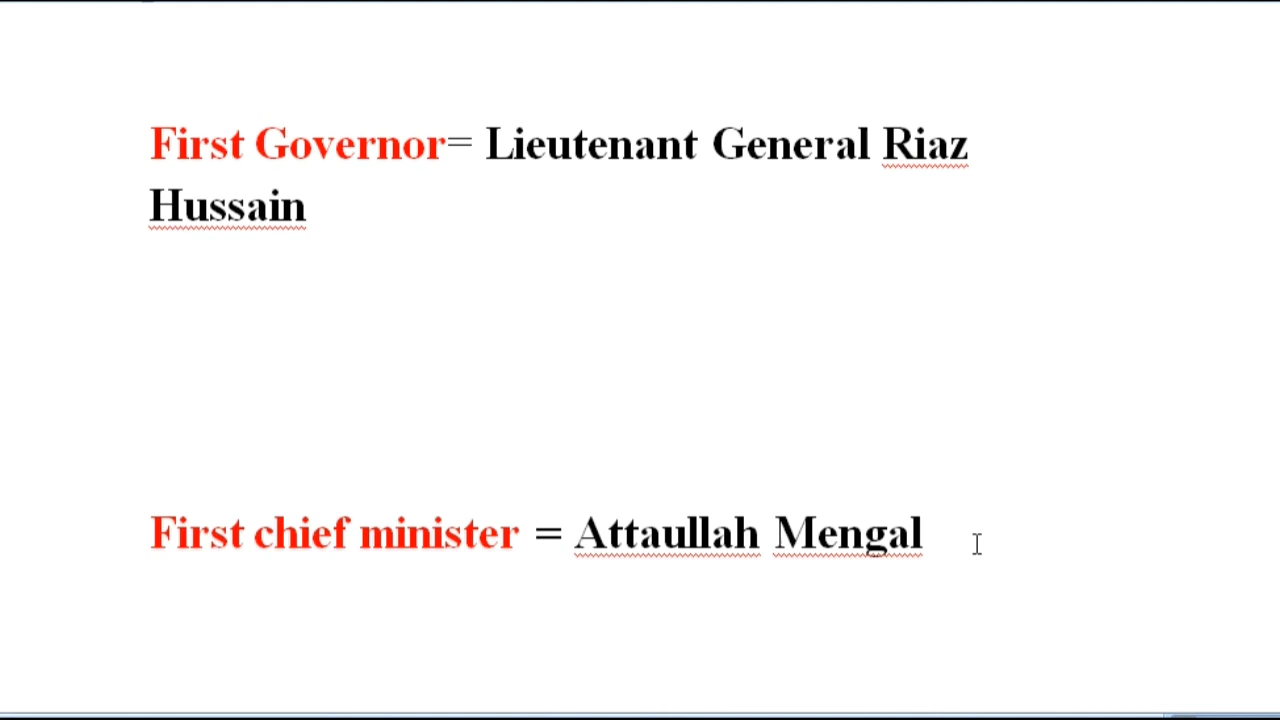 First Governor= Lieutenant General Riaz
Hussain
First chief minister = Attaullah Mengal